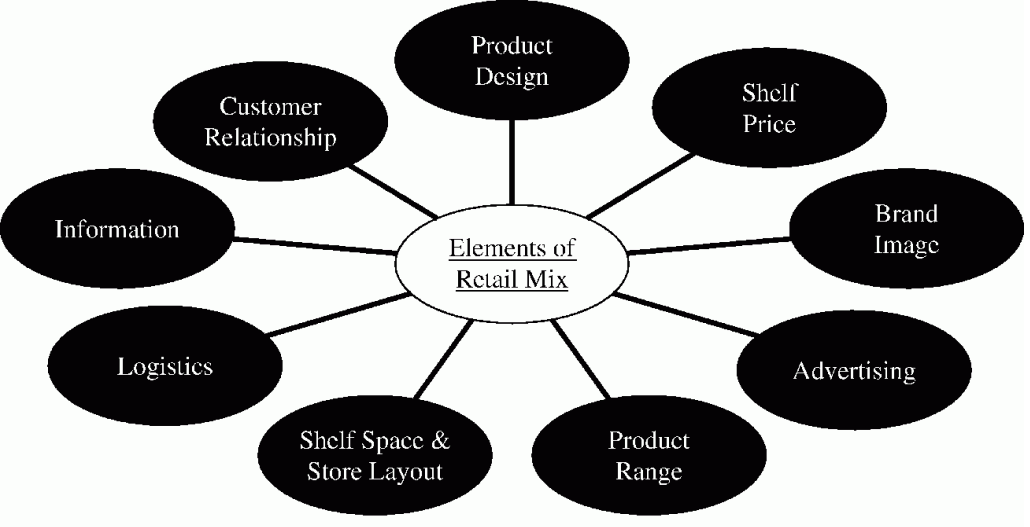 Product
Design
Shelf
Price
Brand
Image
Advertising
Product
Range
Shelf Space &
Store Layout
Logistics
Information
Customer
Relationship
Elements of
Retail Mix